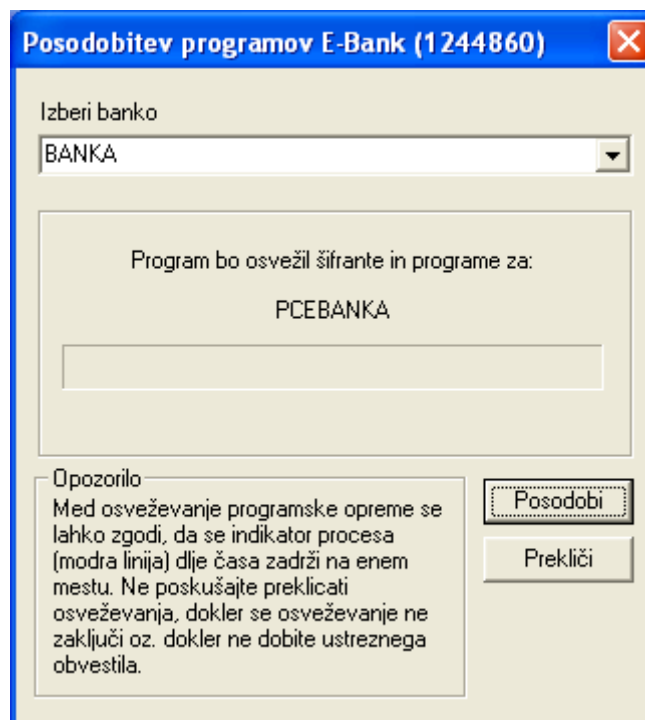 Posodobitev programov E-Bank (1244860)
Izberi banko
BANKA
Program bo osvežil šifrante in programe za:
PCEBANKA
Opozorilo
Med osveževanje programske opreme se
lahko zgodi, da se indikator procesa
(modra linija) dlje časa zadrži na enem
mestu. Ne poskušajte preklicati
osveževanja, dokler se osveževanje ne
zaključi oz. dokler ne dobite ustreznega
obvestila.
Posodobi
Prekliči